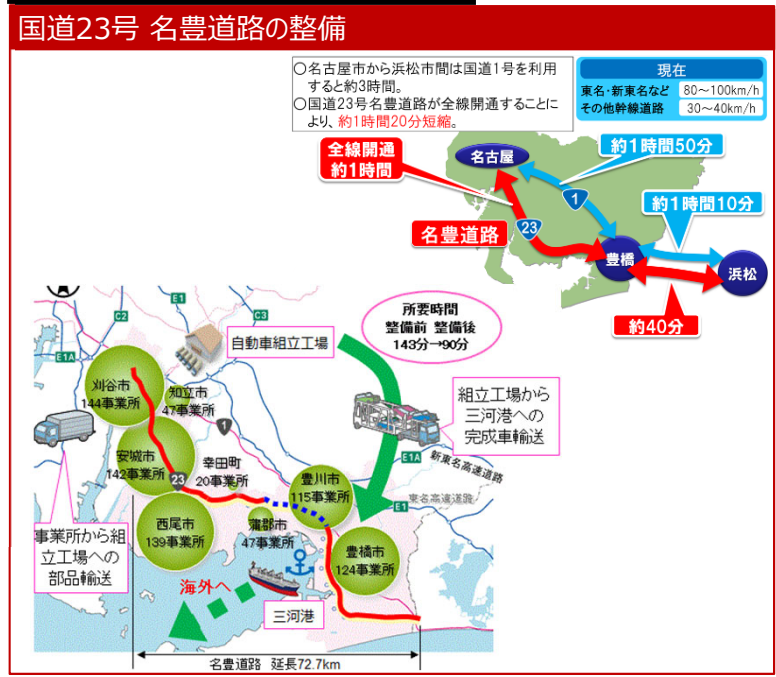 国道23号 名豊道路の整備
○名古屋市から浜松市間は国道1号を利用
すると約3時間。
○国道23号名豊道路が全線開通することに
より、約1時間20分短縮。
現在
東名・新東名など 80～100km/h
その他幹線道路 30～40km/h
全線開通
約1時間
名古屋
約1時間50分
1
約1時間10分
23
名豊道路
豊橋
浜松
約40分
E1
C2
C3
E1A
自動車組立工場
所要時間
整備前 整備後
143分→90分
刈谷市
144事業所
知立市
47事業所
1
組立工場から
三河港への
完成車輸送
安城市
142事業所
23
幸田町
20事業所
豊川市
115事業所
E1A
新東名高速道路
東名高速道路
E1
西尾市
139事業所
蒲郡市
47事業所
豊橋市
124事業所
事業所から組
立工場への
部品輸送
海外へ
三河港
名豊道路 延長72.7km